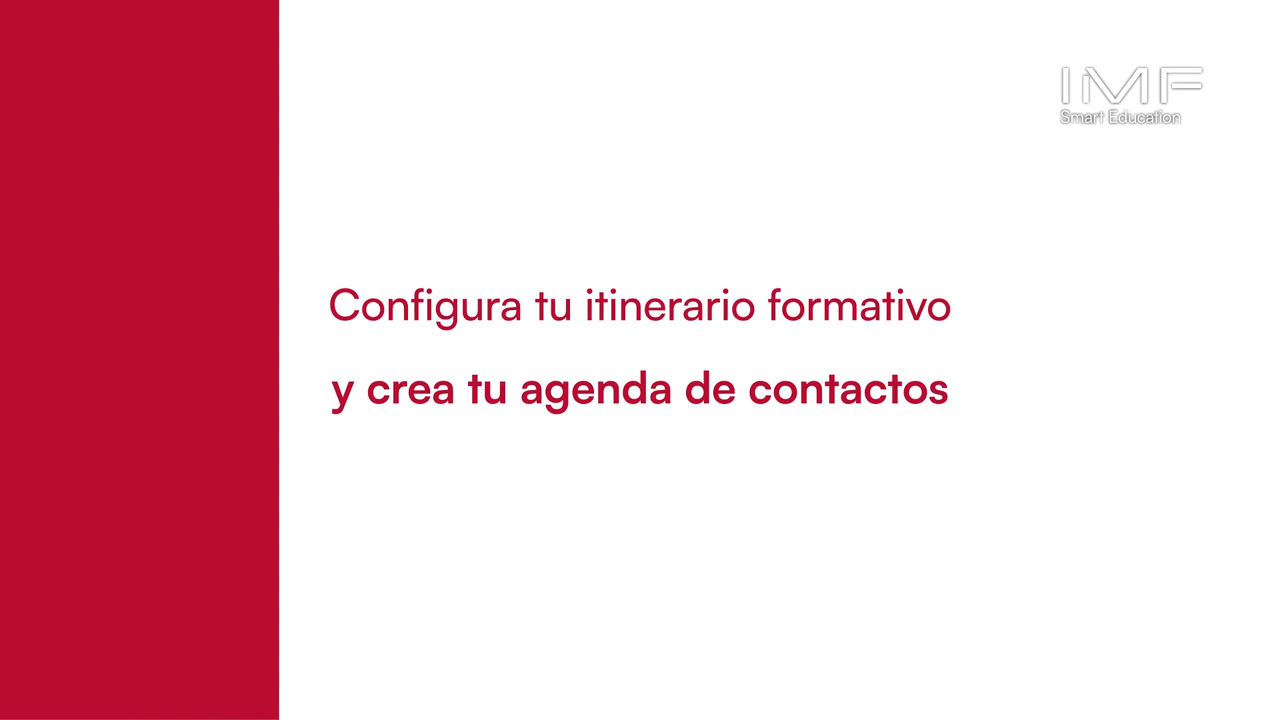 IMF
Smart Education
Configura tu itinerario formativo
y crea tu agenda de contactos